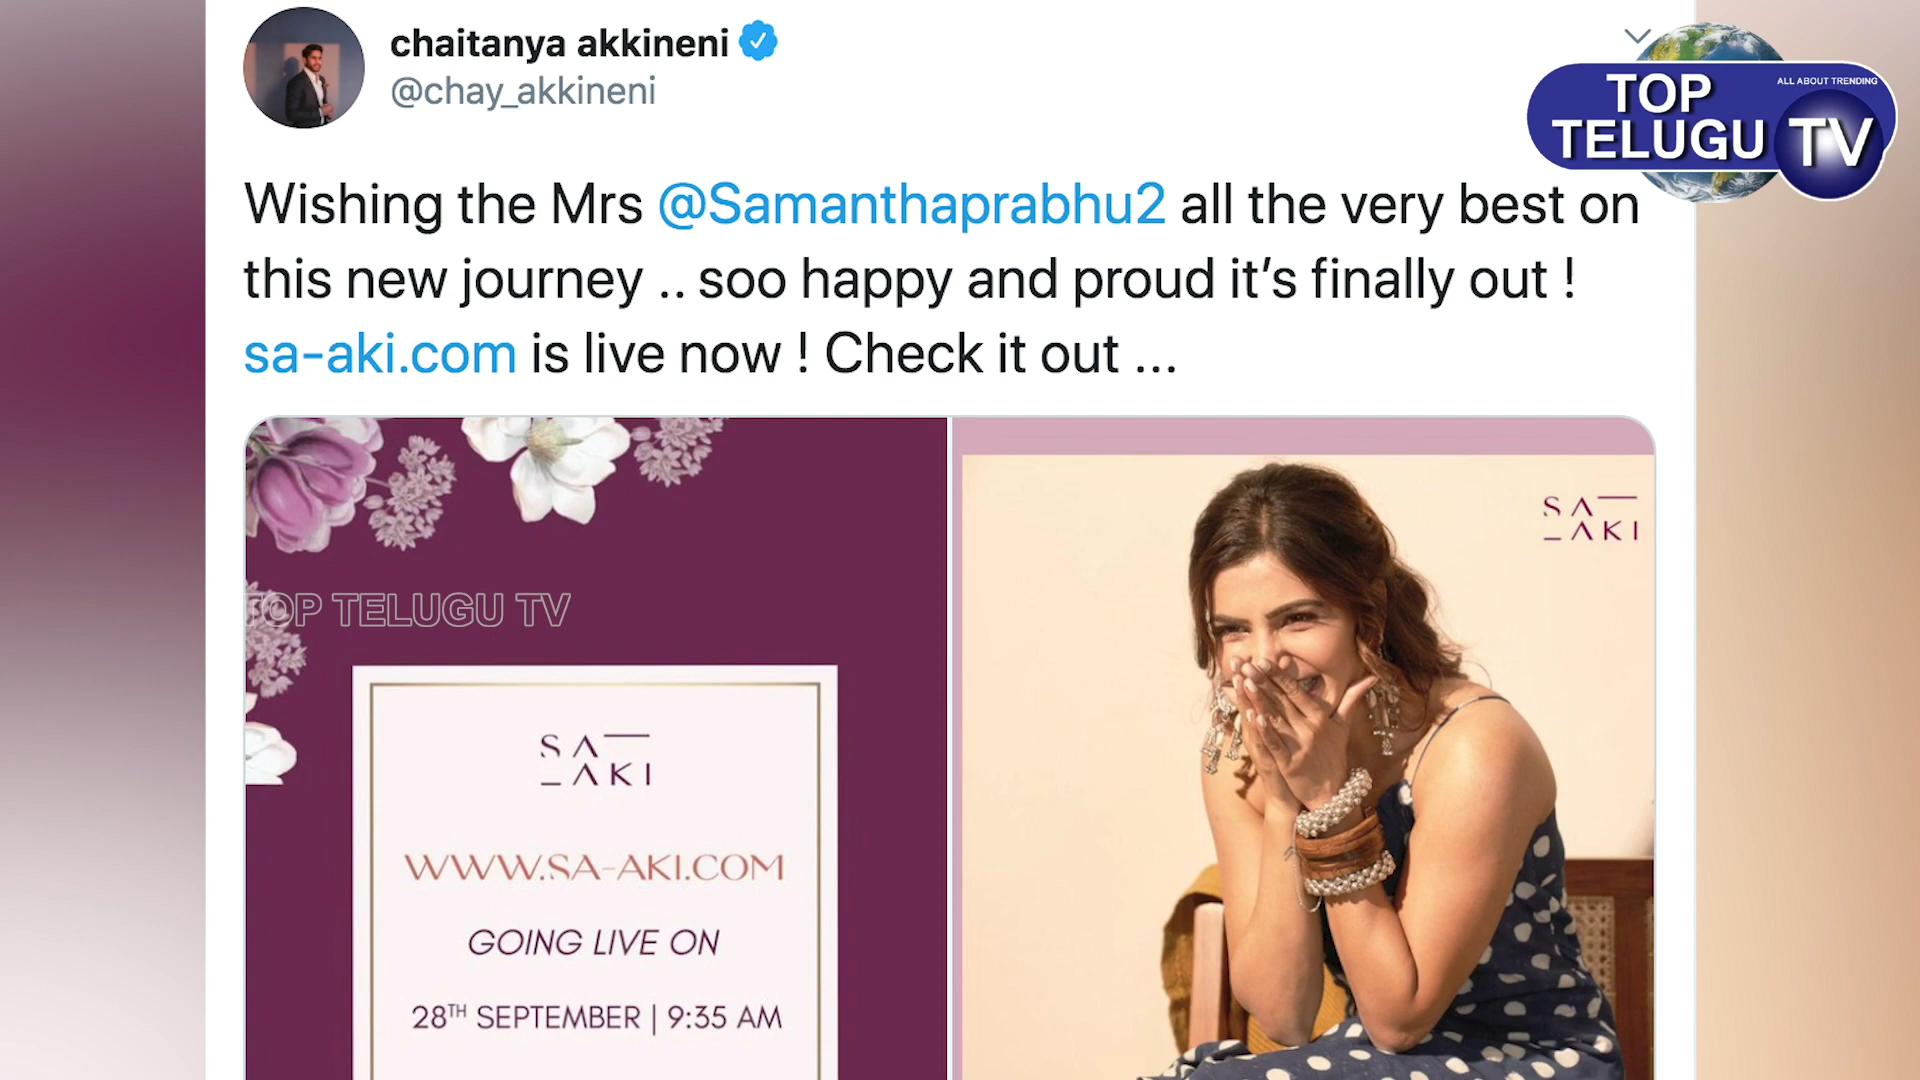 chaitanya akkineni
@chay_akkineni
ALL ABOUT TRENDING
TOP
TELUGU TV
Wishing the Mrs @Samanthaprabhu2 all the very best on
this new journey .. soo happy and proud it’s finally out !
sa-aki.com is live now ! Check it out ...
TOP TELUGU TV
SA
AKI
WWW.SA-AKI.COM
GOING LIVE ON
28TH SEPTEMBER | 9:35 AM
SA
AKI